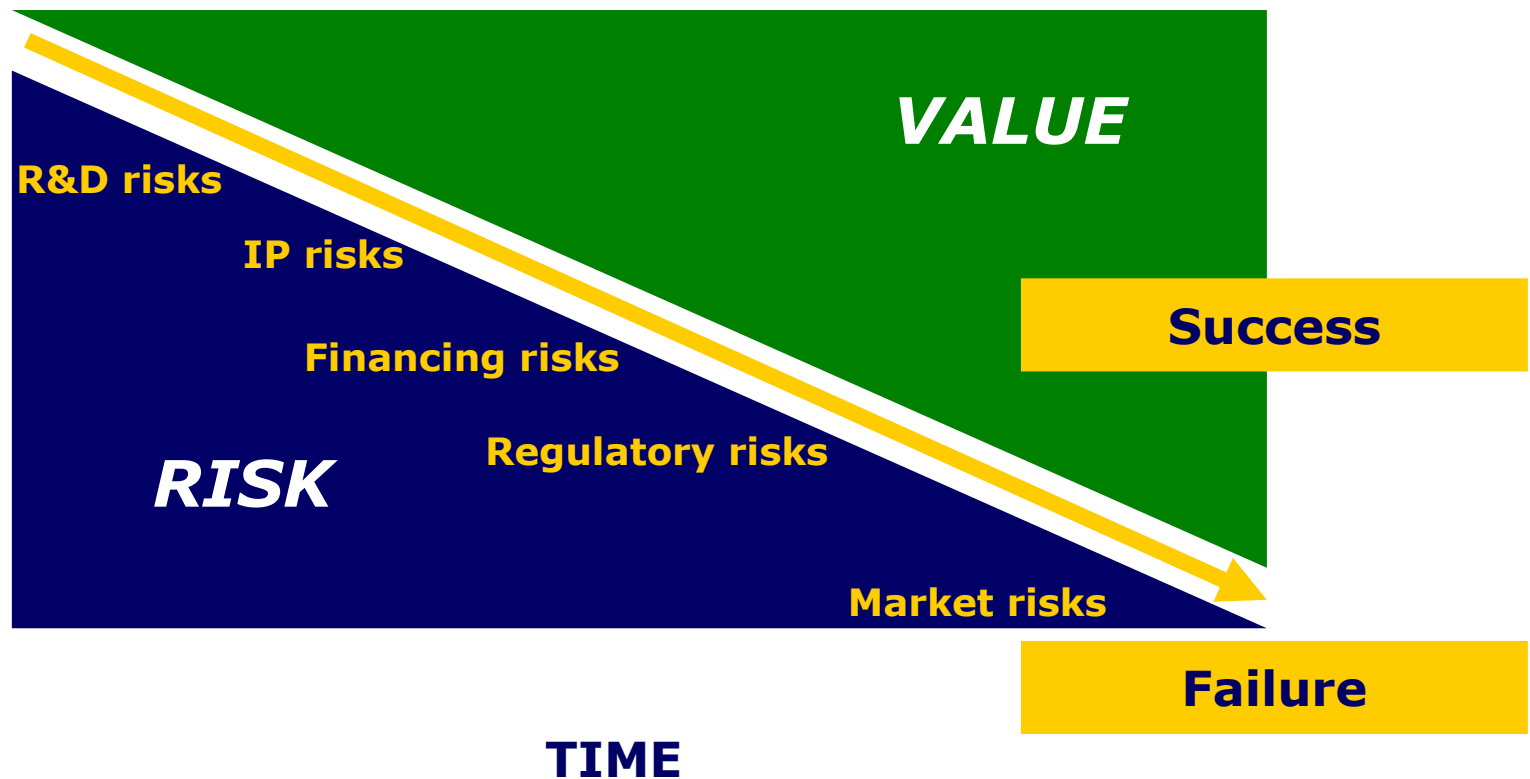 VALUE
R&D risks
IP risks
Success
Financing risks
Regulatory risks
RISK
Market risks
Failure
TIME